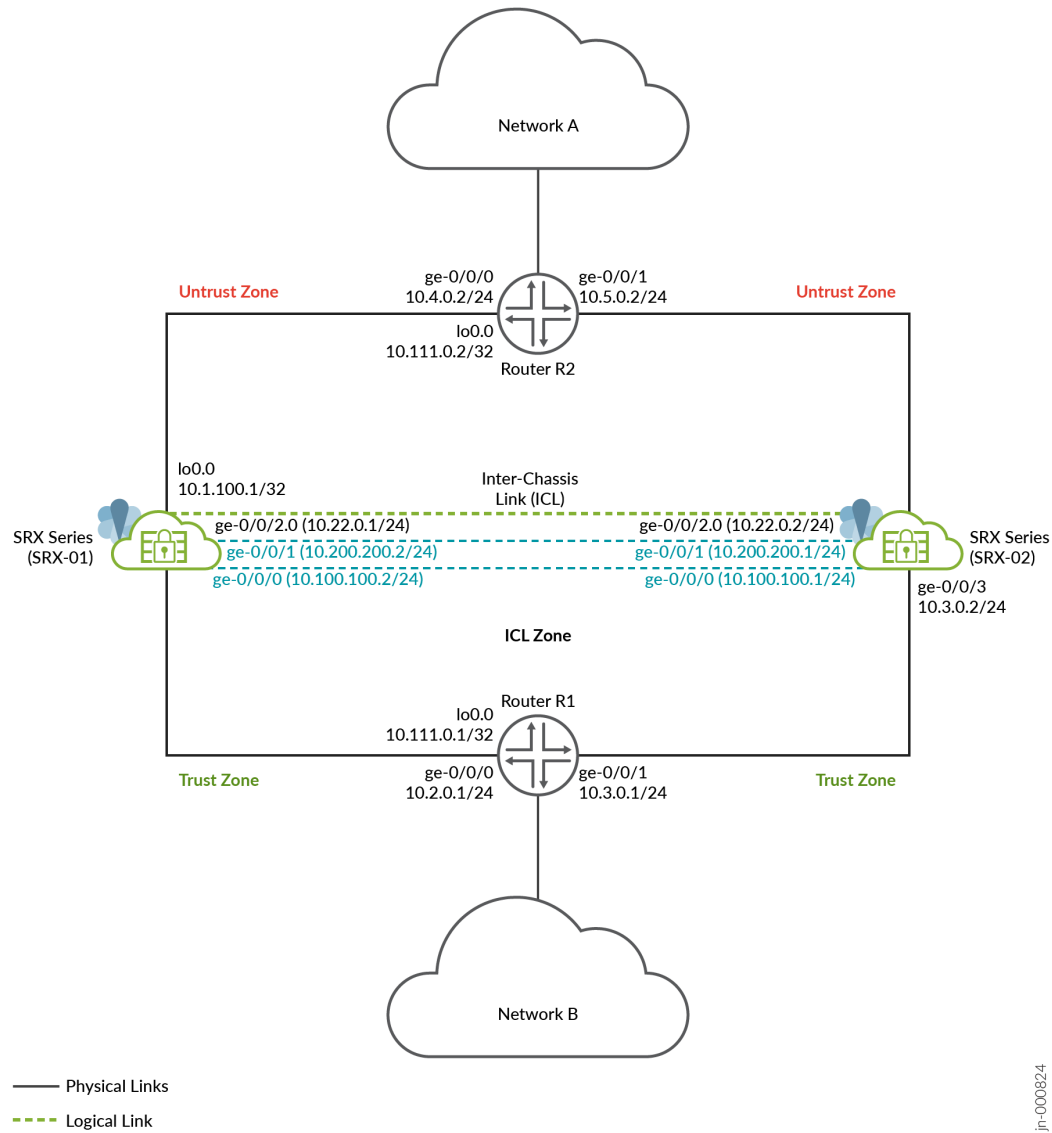 Network A
ge-0/0/0
10.4.0.2/24
ge-0/0/1
10.5.0.2/24
Untrust Zone
Untrust Zone
lo0.0
10.111.0.2/32
Router R2
lo0.0
10.1.100.1/32
Inter-Chassis
Link (ICL)
SRX Series
(SRX-01)
ge-0/0/2.0 (10.22.0.1/24)
ge-0/0/2.0 (10.22.0.2/24)
ge-0/0/1 (10.200.200.2/24)
ge-0/0/1 (10.200.200.1/24)
ge-0/0/0 (10.100.100.2/24)
ge-0/0/0 (10.100.100.1/24)
SRX Series
(SRX-02)
ge-0/0/3
10.3.0.2/24
ICL Zone
Router R1
lo0.0
10.111.0.1/32
Trust Zone
ge-0/0/0
10.2.0.1/24
ge-0/0/1
10.3.0.1/24
Trust Zone
Network B
Physical Links
Logical Link
jn-000824